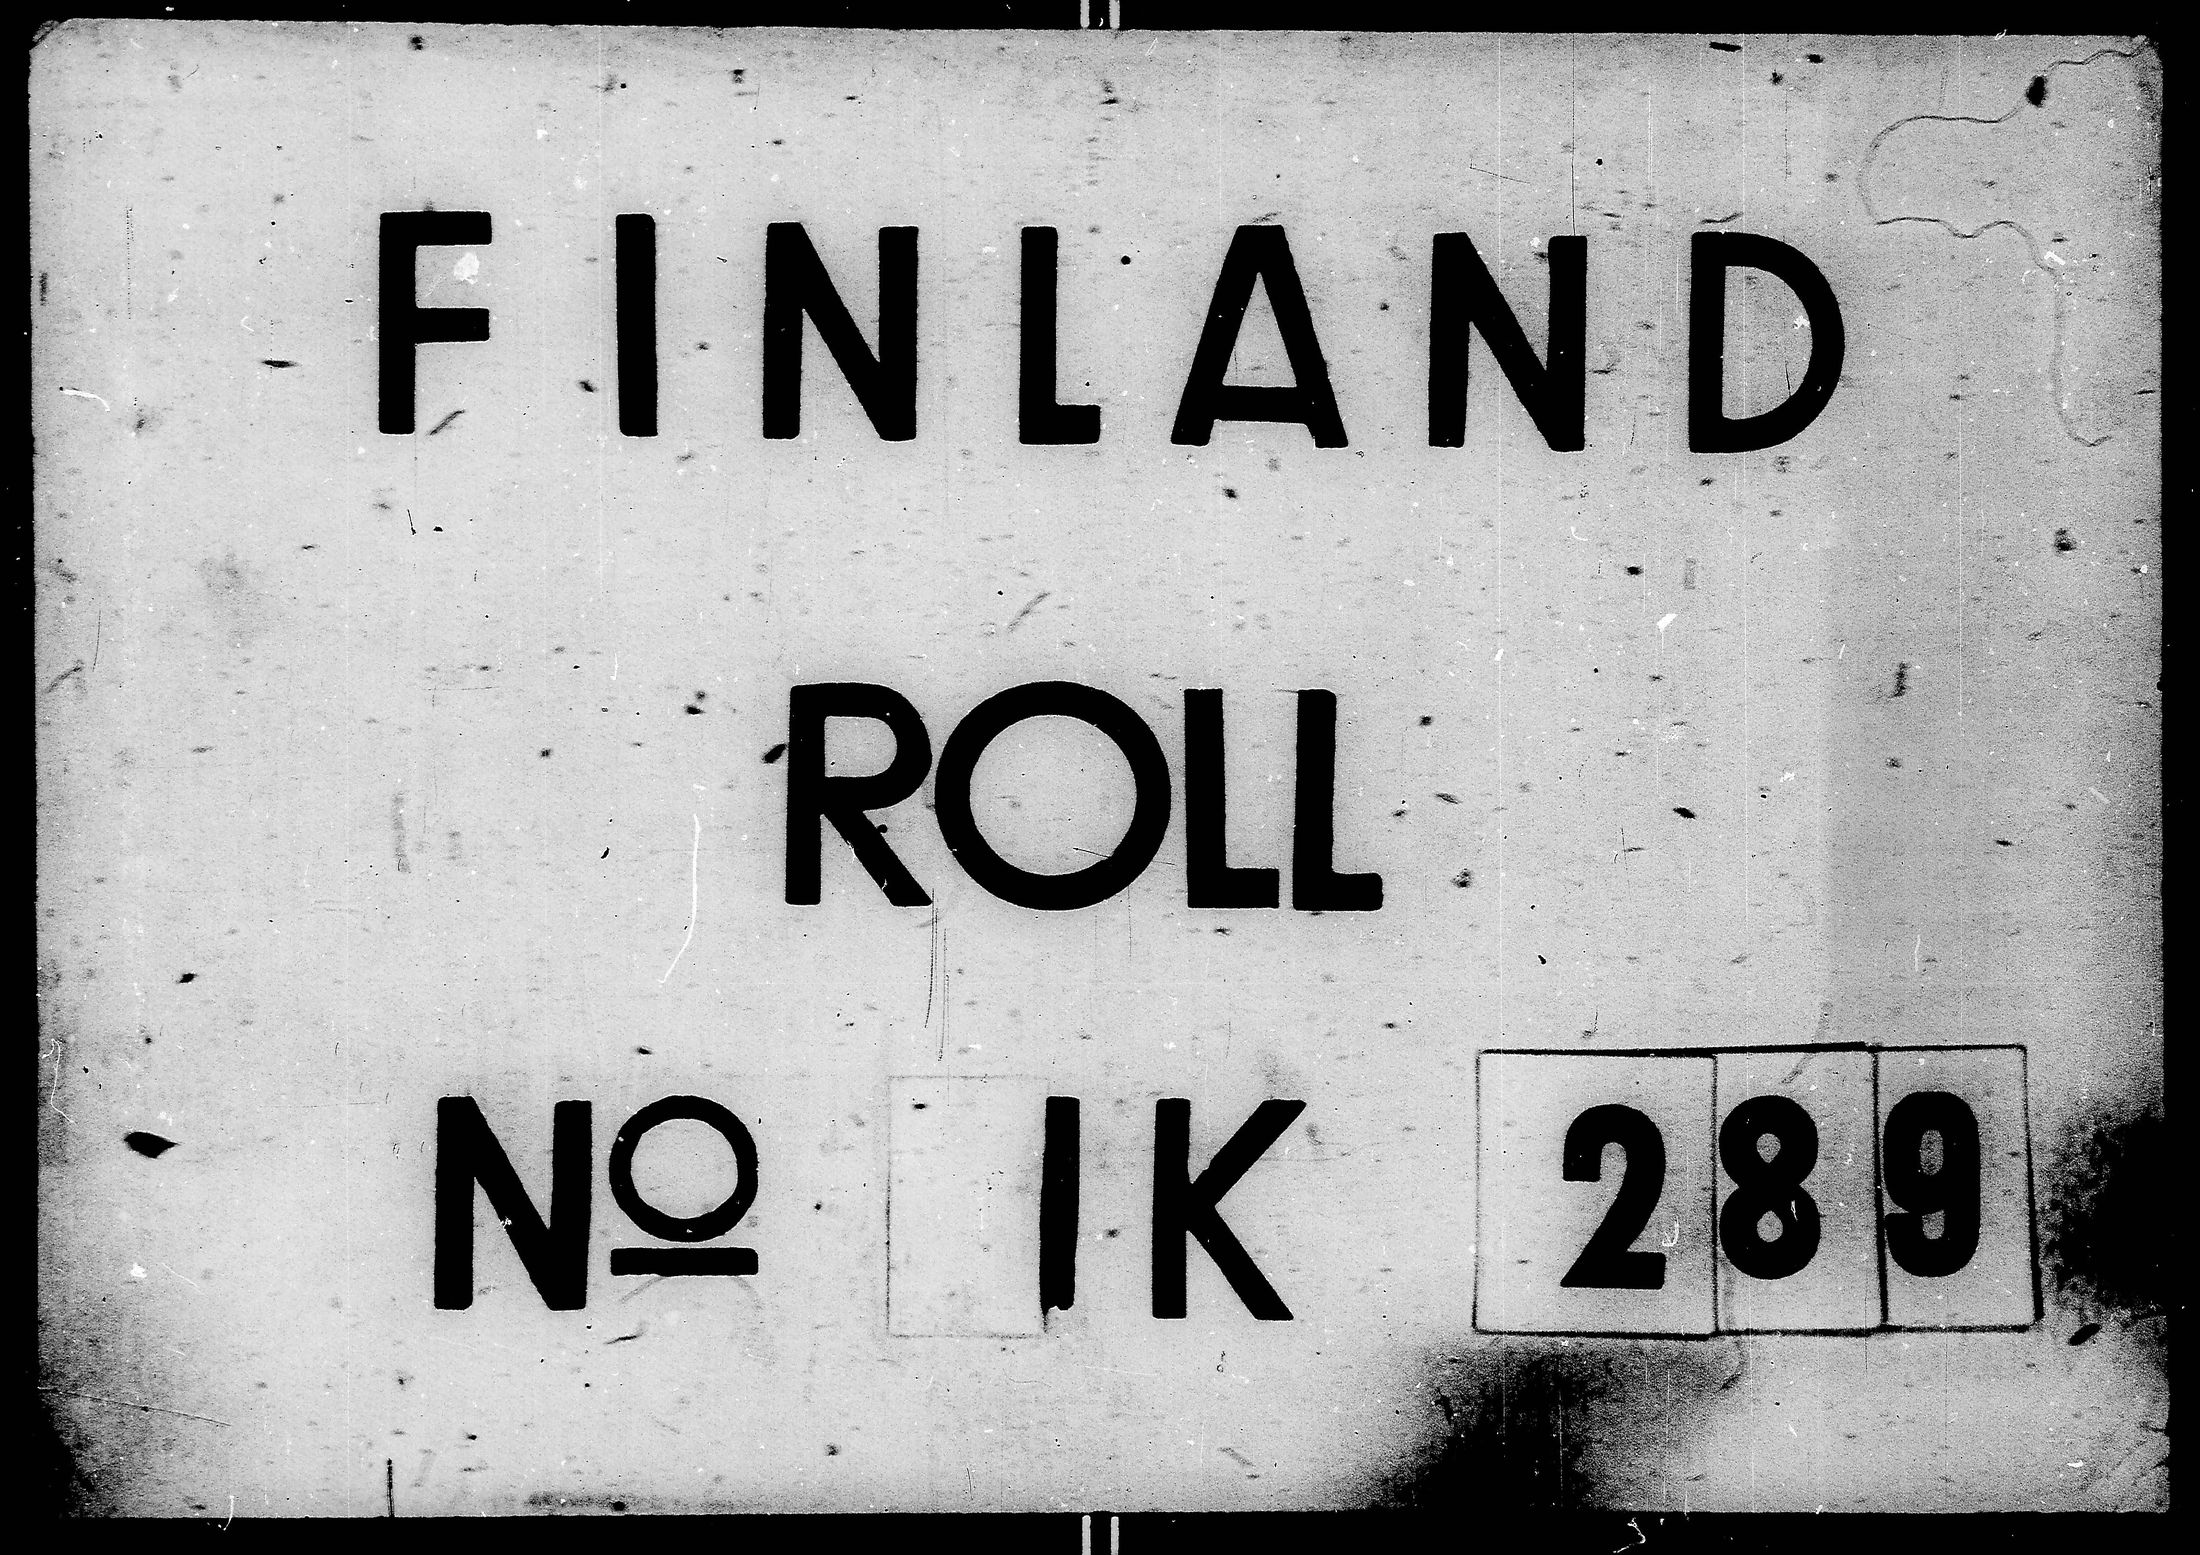 FINLAND
ROLL
Nº IK 289